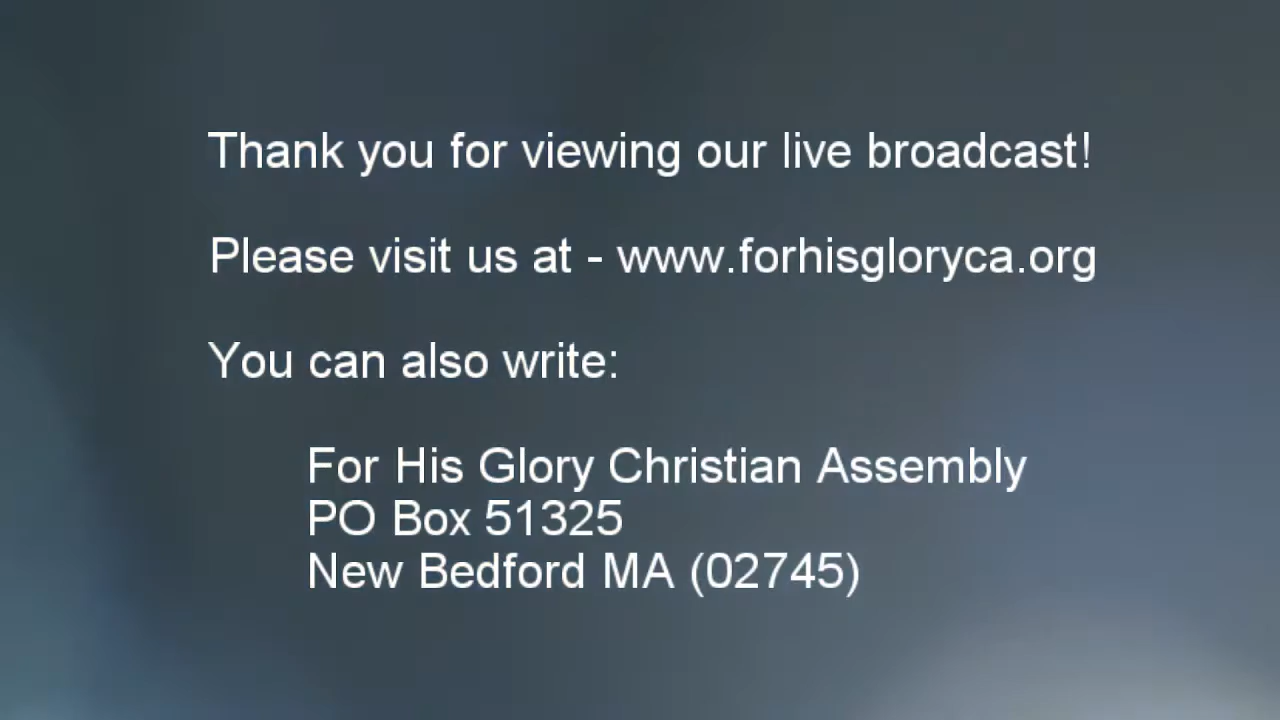 Thank you for viewing our live broadcast!
Please visit us at - www.forhisgloryca.org
You can also write:
For His Glory Christian Assembly
PO Box 51325
New Bedford MA (02745)